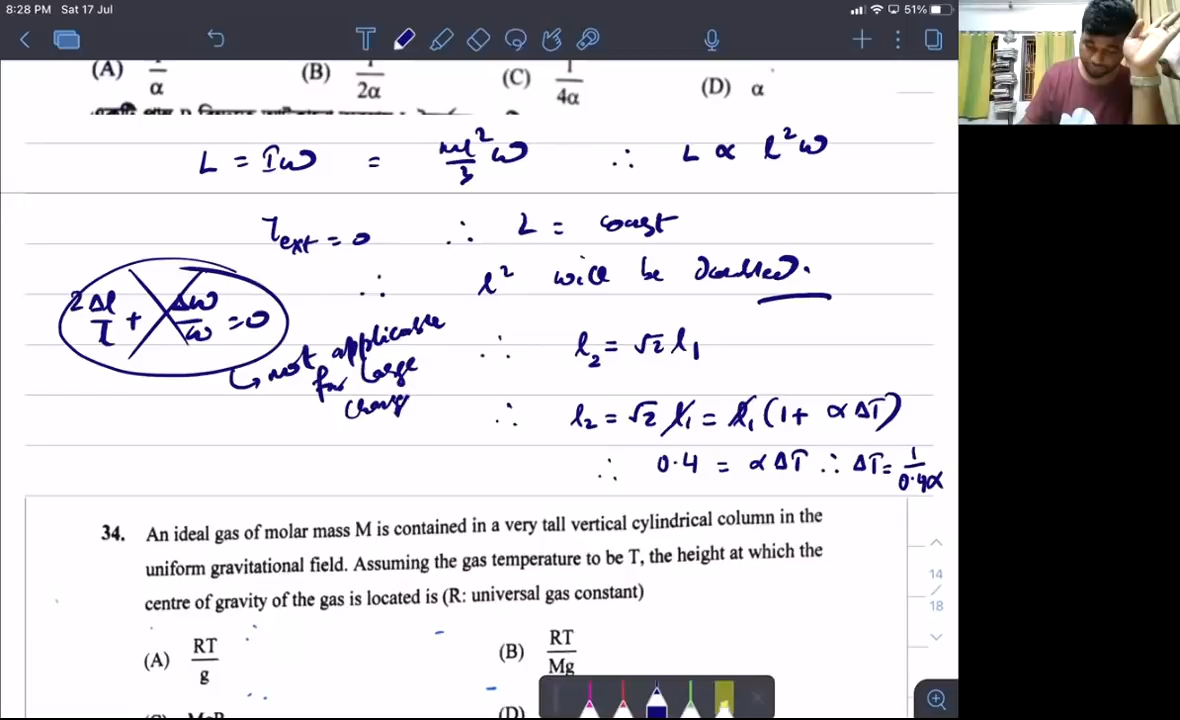 8:28 PM Sat 17 Jul
51%
(A) 1/α (B) 1/2α (C) 1/4α (D) α
L = Iω = ml²/3 ω ∴ L ∝ l²ω
τext = 0 ∴ L = const
∴ l² will be doubled.
2Δl/l + Δω/ω = 0
↳ not applicable
for large
change
∴ l₂ = √2 l₁
∴ l₂ = √2 l₁ = l₁ (1 + α ΔT)
∴ 0.4 = α ΔT ∴ ΔT = 1/0.4α
34. An ideal gas of molar mass M is contained in a very tall vertical cylindrical column in the
uniform gravitational field. Assuming the gas temperature to be T, the height at which the
centre of gravity of the gas is located is (R: universal gas constant)
(A) RT/g (B) RT/Mg
(D)
14
/
18